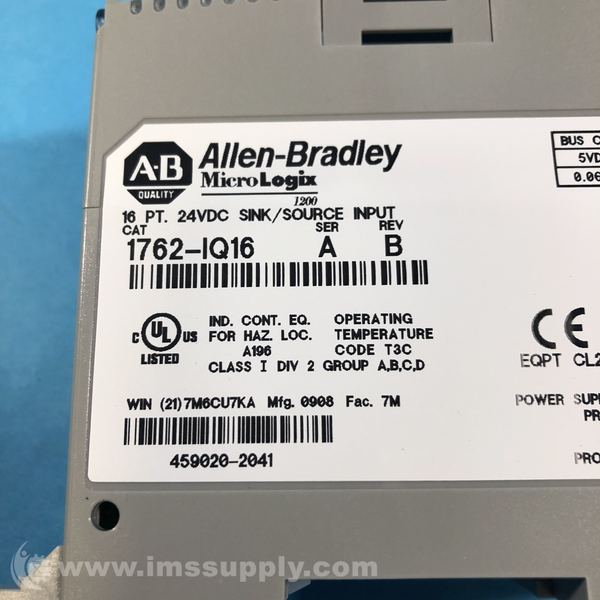 A-B
QUALITY
Allen-Bradley
MicroLogix
1200
16 PT. 24VDC SINK/SOURCE INPUT
CAT SER REV
1762-IQ16 A B
BUS C
5VD
0.06
C UL US
LISTED
IND. CONT. EQ.
FOR HAZ. LOC.
A196
OPERATING
TEMPERATURE
CODE T3C
CLASS I DIV 2 GROUP A,B,C,D
CE
EQPT CL2
WIN (21)7M6CU7KA Mfg. 0908 Fac. 7M
459020-2041
POWER SUP
PR
PRO
www.imssupply.com